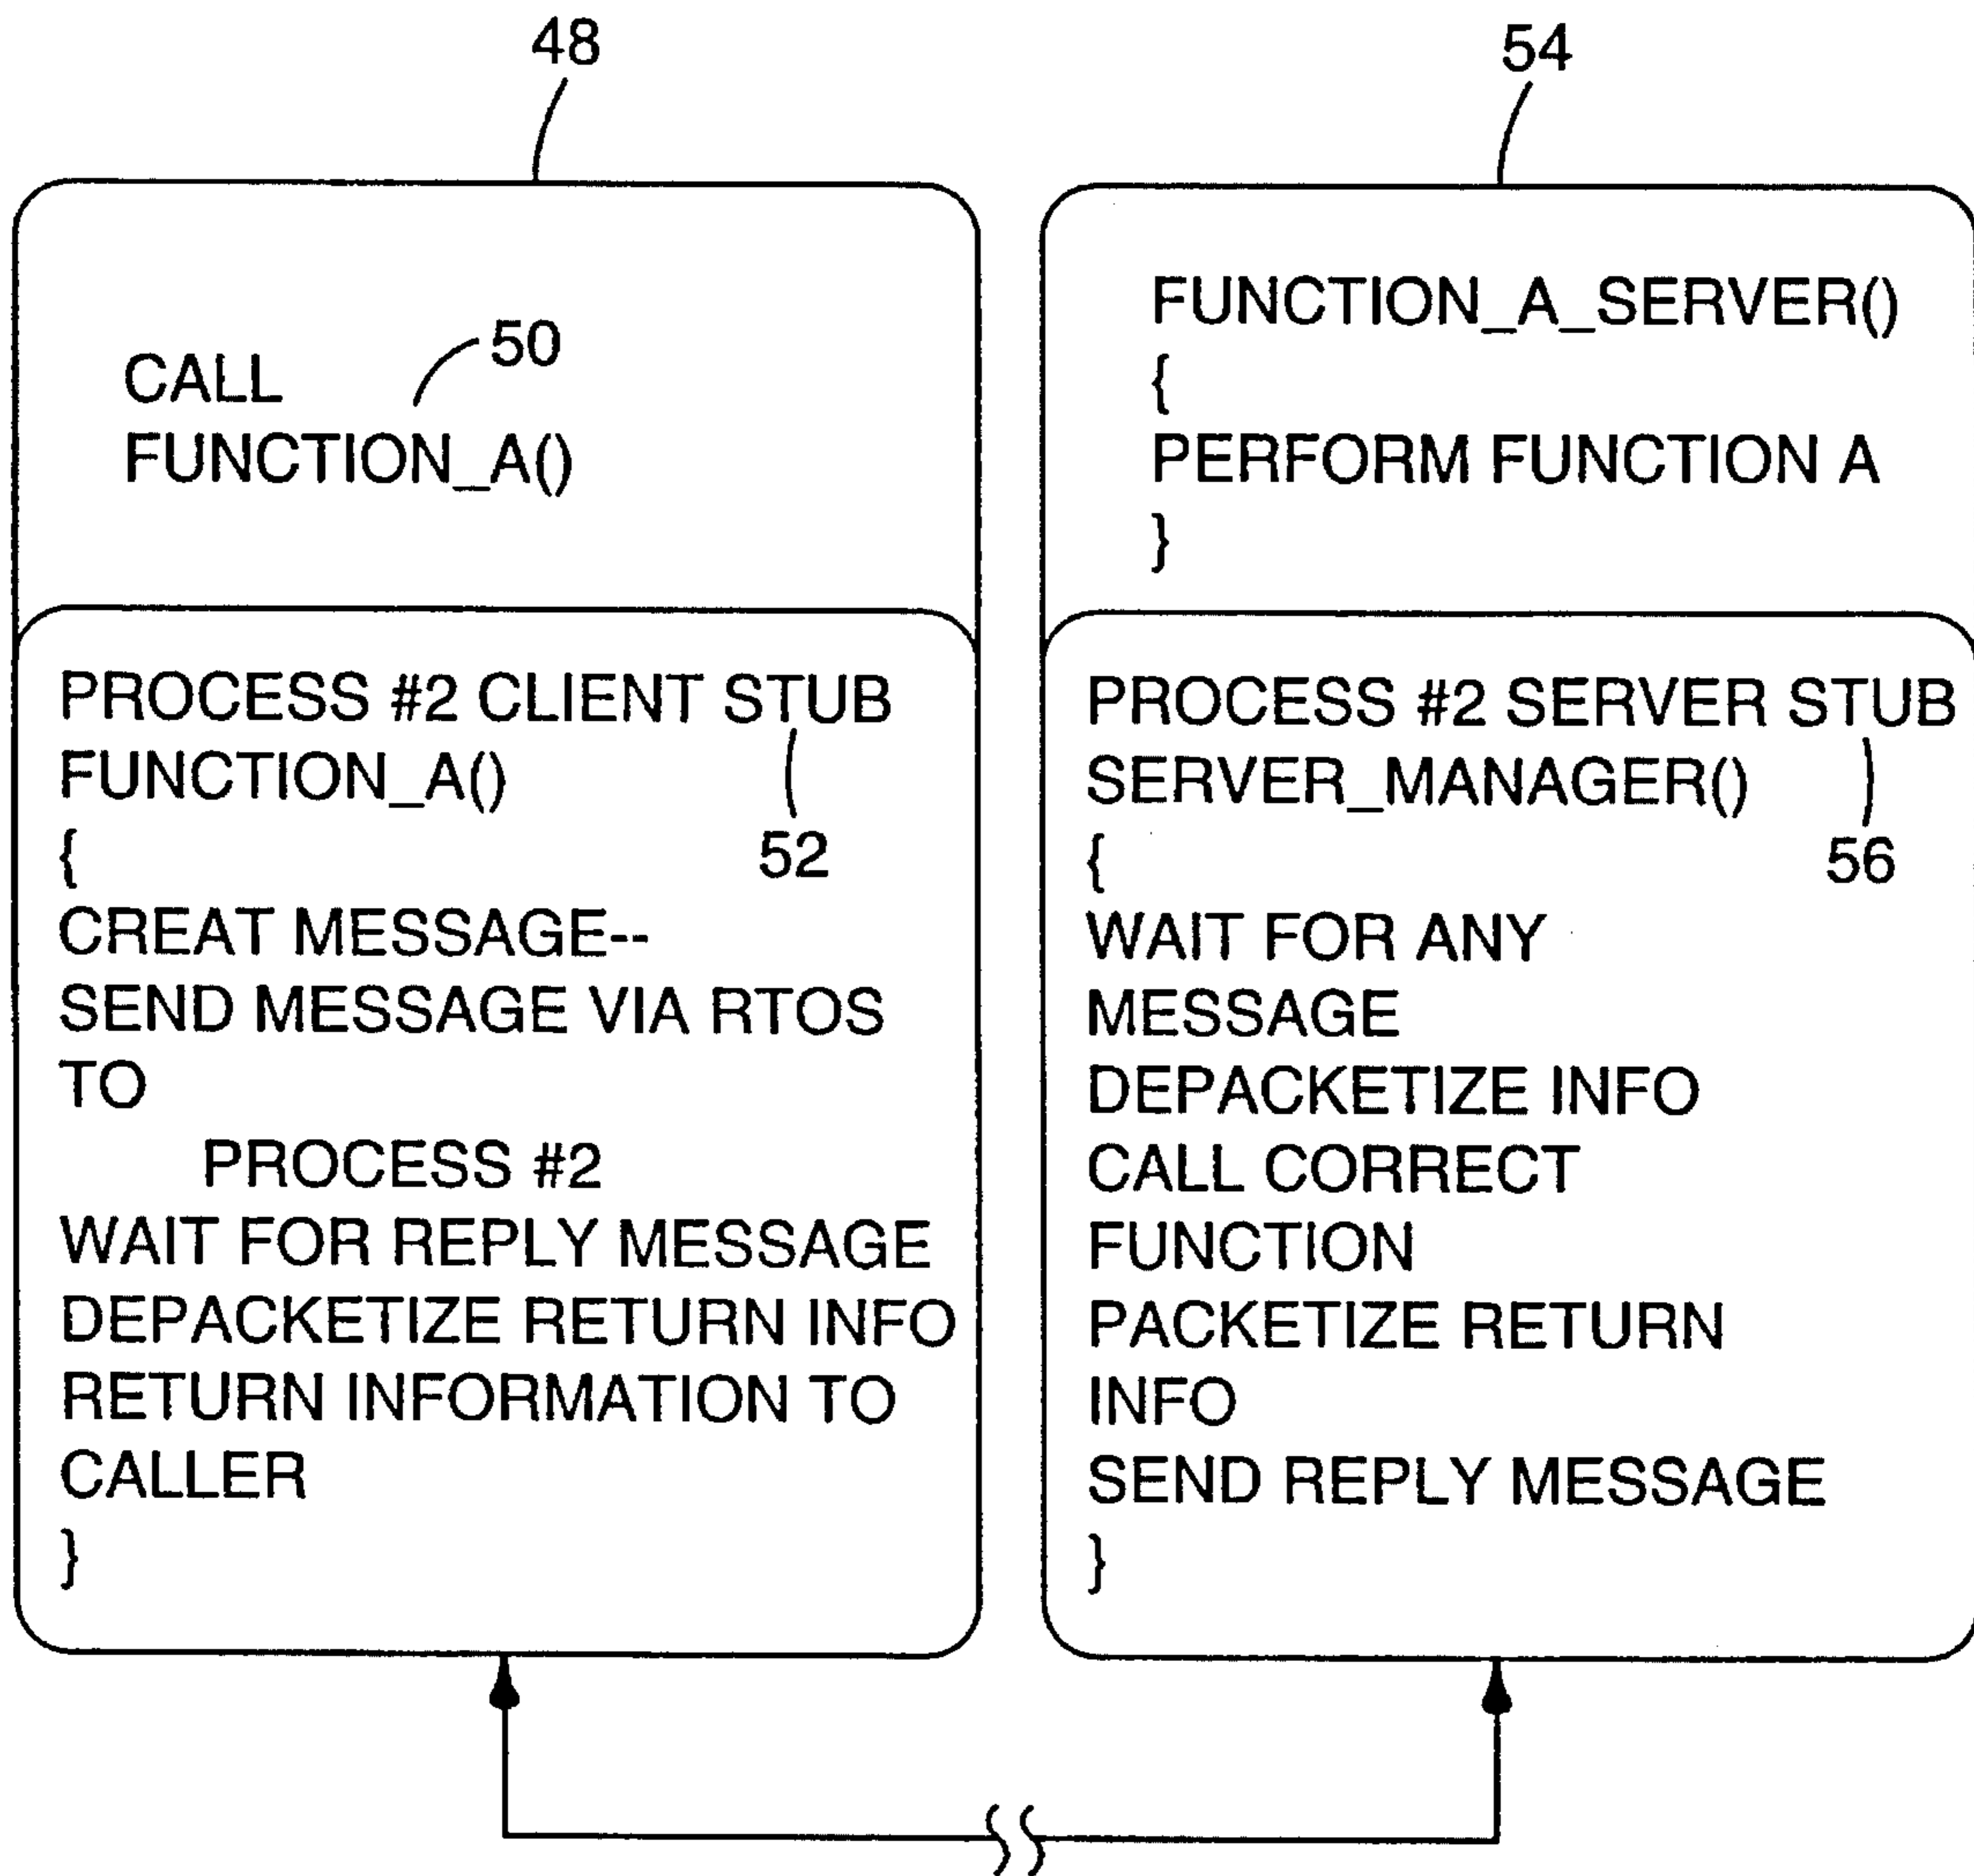 48
CALL
50
FUNCTION_A()
PROCESS #2 CLIENT STUB
FUNCTION_A()
{
52
CREAT MESSAGE--
SEND MESSAGE VIA RTOS
TO
PROCESS #2
WAIT FOR REPLY MESSAGE
DEPACKETIZE RETURN INFO
RETURN INFORMATION TO
CALLER
}
54
FUNCTION_A_SERVER()
{
PERFORM FUNCTION A
}
PROCESS #2 SERVER STUB
SERVER_MANAGER()
{
56
WAIT FOR ANY
MESSAGE
DEPACKETIZE INFO
CALL CORRECT
FUNCTION
PACKETIZE RETURN
INFO
SEND REPLY MESSAGE
}